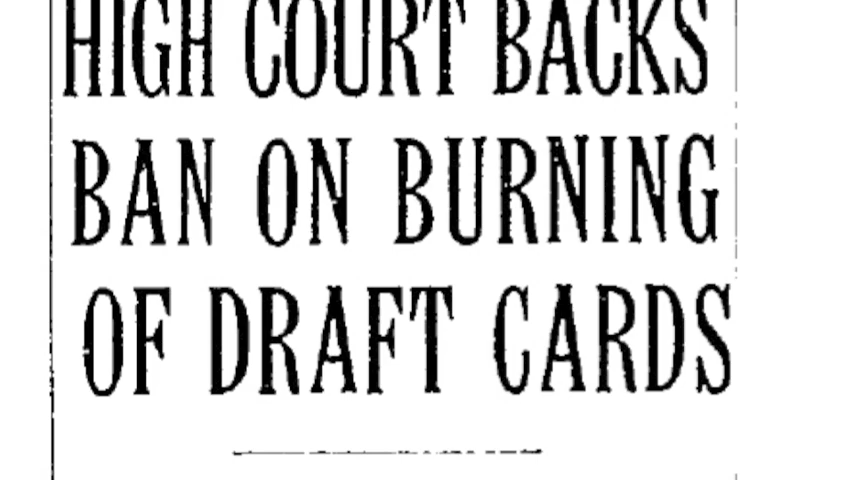 HIGH COURT BACKS
BAN ON BURNING
OF DRAFT CARDS